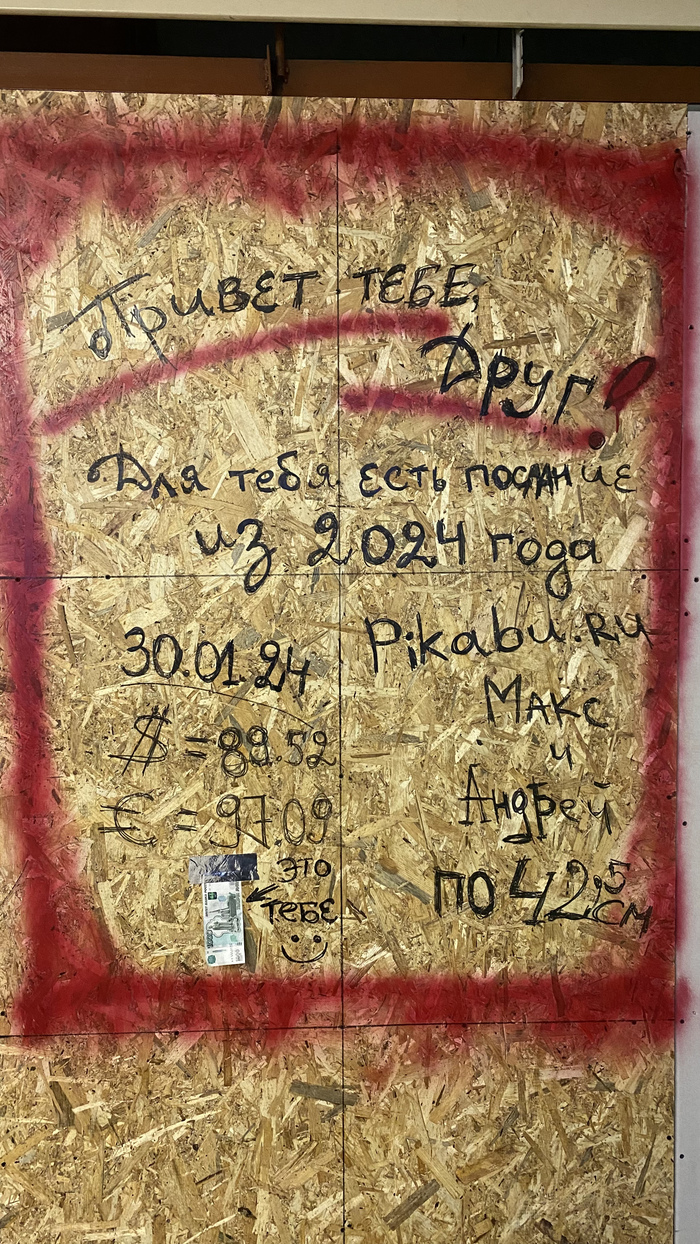 Привет тебе,
Друг!
Для тебя есть послание
из 2024 года
30.01.24
$ = 89.52
€ = 97.09
это
тебе
Pikabu.Ru
Макс
и
Андрей
по 42,5
см